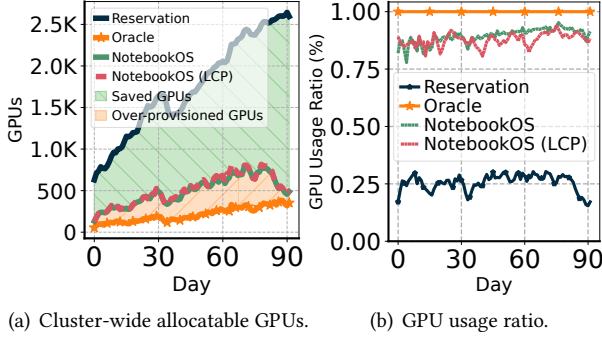 2.5K
2.0K
1.5K
1.0K
500
0
GPUs
Reservation
Oracle
NotebookOS
NotebookOS (LCP)
Saved GPUs
Over-provisioned GPUs
0 30 60 90
Day
(a) Cluster-wide allocatable GPUs.
1.00
0.75
0.50
0.25
0.00
GPU Usage Ratio (%)
Reservation
Oracle
NotebookOS
NotebookOS (LCP)
0 30 60 90
Day
(b) GPU usage ratio.